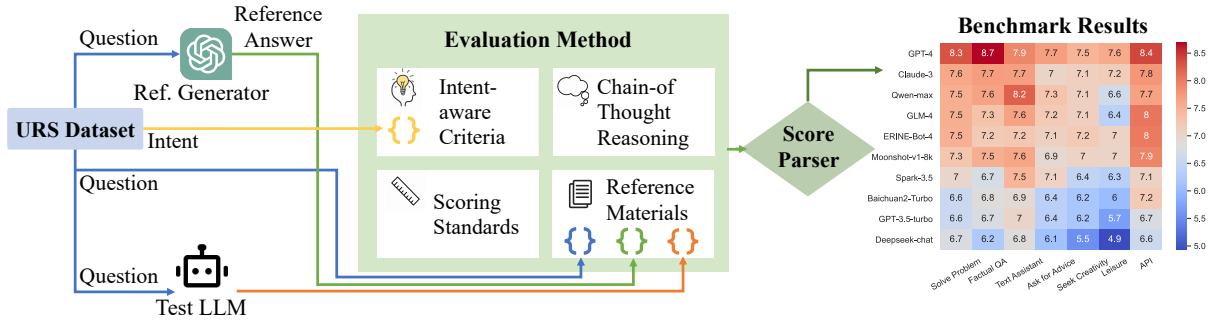 Question
Reference
Answer
Ref. Generator
URS Dataset
Intent
Question
Question
Test LLM
Evaluation Method
{ }
Intent-
aware
Criteria
Chain-of
Thought
Reasoning
Scoring
Standards
Reference
Materials
{ } { } { }
Score
Parser
Benchmark Results
GPT-4 8.3 8.7 7.9 7.7 7.5 7.6 8.4
Claude-3 7.6 7.7 7.7 7 7.1 7.2 7.8
Qwen-max 7.5 7.6 8.2 7.3 7.1 6.6 7.7
GLM-4 7.5 7.3 7.6 7.2 7.1 6.4 8
ERINE-Bot-4 7.5 7.2 7.2 7.1 7.2 7 8
Moonshot-v1-8k 7.3 7.5 7.6 6.9 7 7 7.9
Spark-3.5 7 6.7 7.5 7.1 6.4 6.3 7.1
Baichuan2-Turbo 6.6 6.8 6.9 6.4 6.2 6 7.2
GPT-3.5-turbo 6.6 6.7 7 6.4 6.2 5.7 6.7
Deepseek-chat 6.7 6.2 6.8 6.1 5.5 4.9 6.6
Solve Problem
Factual QA
Text Assistant
Ask for Advice
Seek Creativity
Leisure
API
8.5
8.0
7.5
7.0
6.5
6.0
5.5
5.0